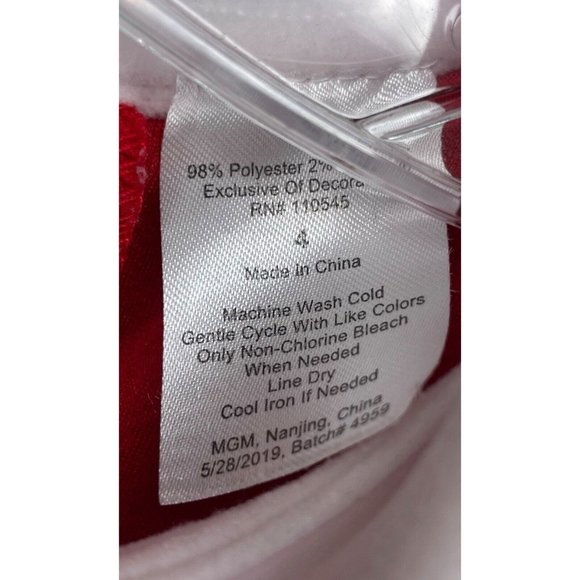 98% Polyester 2%
Exclusive Of
RN# 110545
4
Made In China
Machine Wash Cold
Gentle Cycle With Like Colors
Only Non-Chlorine Bleach
When Needed
Line Dry
Cool Iron If Needed
MGM, Nanjing, China
5/28/2019, Batch# 4959